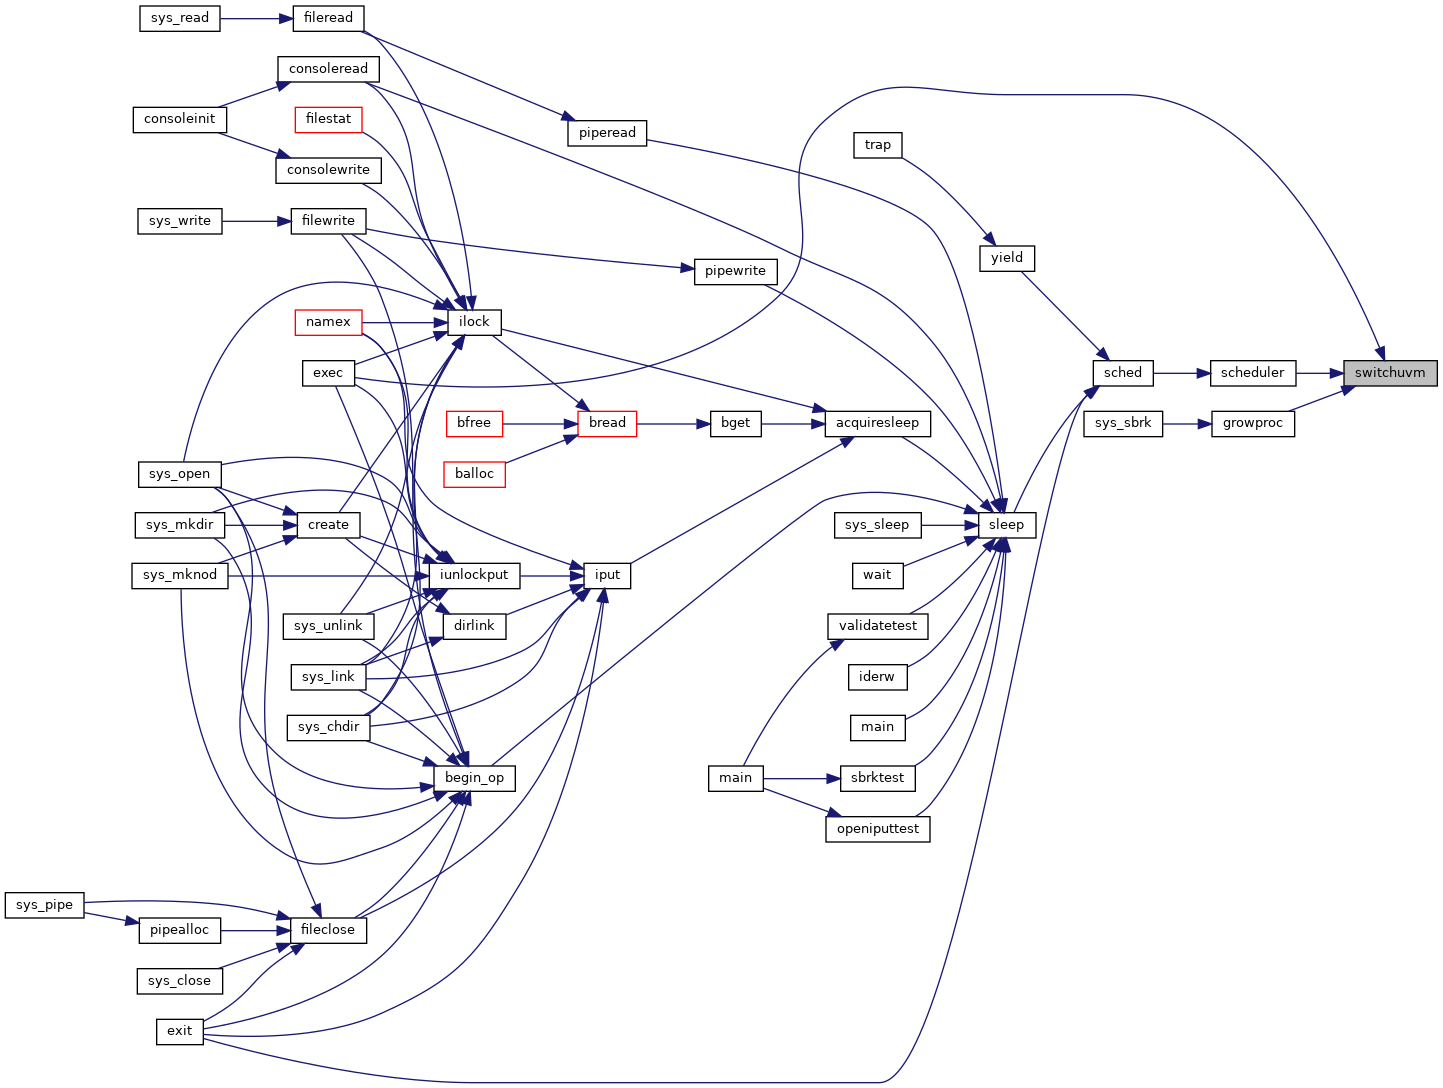 sys_read
fileread
consoleread
consoleinit
filestat
piperead
trap
consolewrite
sys_write
filewrite
yield
pipewrite
namex
ilock
exec
sched
scheduler
switchuvm
bfree
bread
bget
acquiresleep
sys_sbrk
growproc
sys_open
balloc
sys_mkdir
create
sys_sleep
sleep
sys_mknod
iunlockput
iput
wait
sys_unlink
dirlink
validatetest
sys_link
iderw
sys_chdir
main
begin_op
main
sbrktest
openiputtest
sys_pipe
pipealloc
fileclose
sys_close
exit